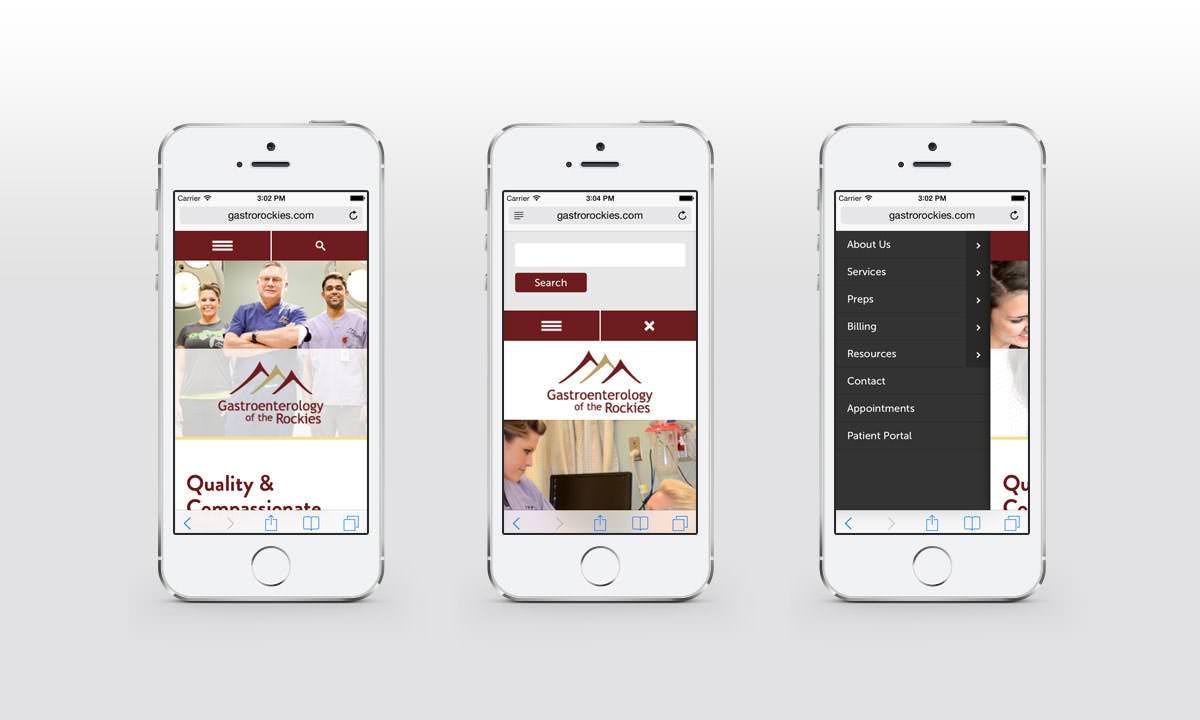 Carrier 3:02 PM
gastrorockies.com
Gastroenterology
of the Rockies
Quality &
Compassionate
Carrier 3:04 PM
gastrorockies.com
Search
Gastroenterology
of the Rockies
Carrier 3:02 PM
gastrorockies.com
About Us
Services
Preps
Billing
Resources
Contact
Appointments
Patient Portal
Qu
Co